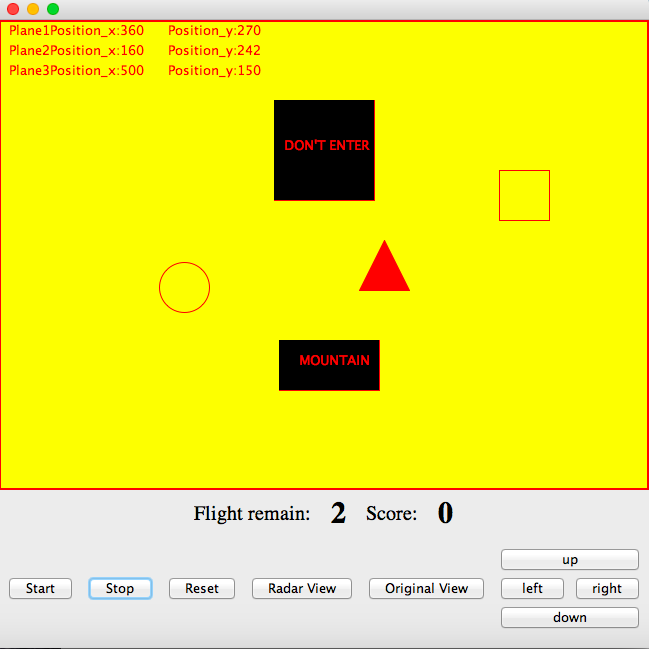 Plane1Position_x:360 Position_y:270
Plane2Position_x:160 Position_y:242
Plane3Position_x:500 Position_y:150
DON'T ENTER
MOUNTAIN
Flight remain: 2 Score: 0
up
Start Stop Reset Radar View Original View left right
down